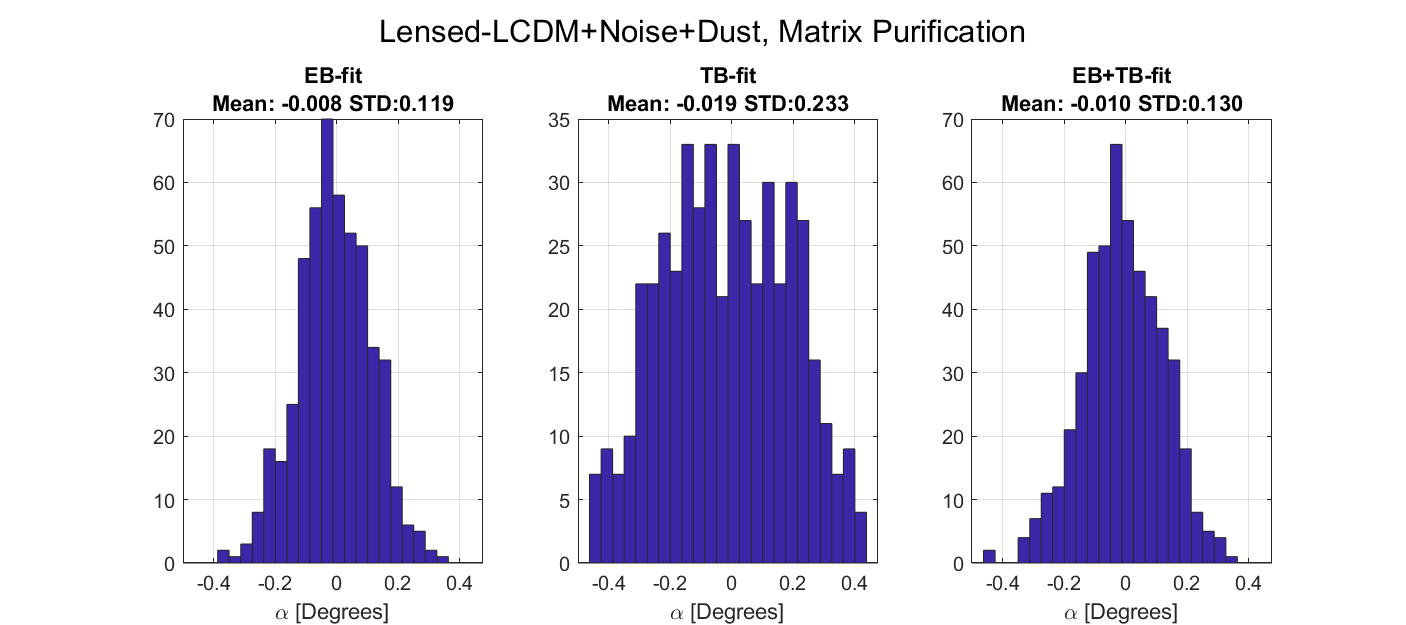 Lensed-LCDM+Noise+Dust, Matrix Purification
EB-fit
Mean: -0.008 STD:0.119
70
60
50
40
30
20
10
0
-0.4 -0.2 0 0.2 0.4
α [Degrees]
TB-fit
Mean: -0.019 STD:0.233
35
30
25
20
15
10
5
0
-0.4 -0.2 0 0.2 0.4
α [Degrees]
EB+TB-fit
Mean: -0.010 STD:0.130
70
60
50
40
30
20
10
0
-0.4 -0.2 0 0.2 0.4
α [Degrees]